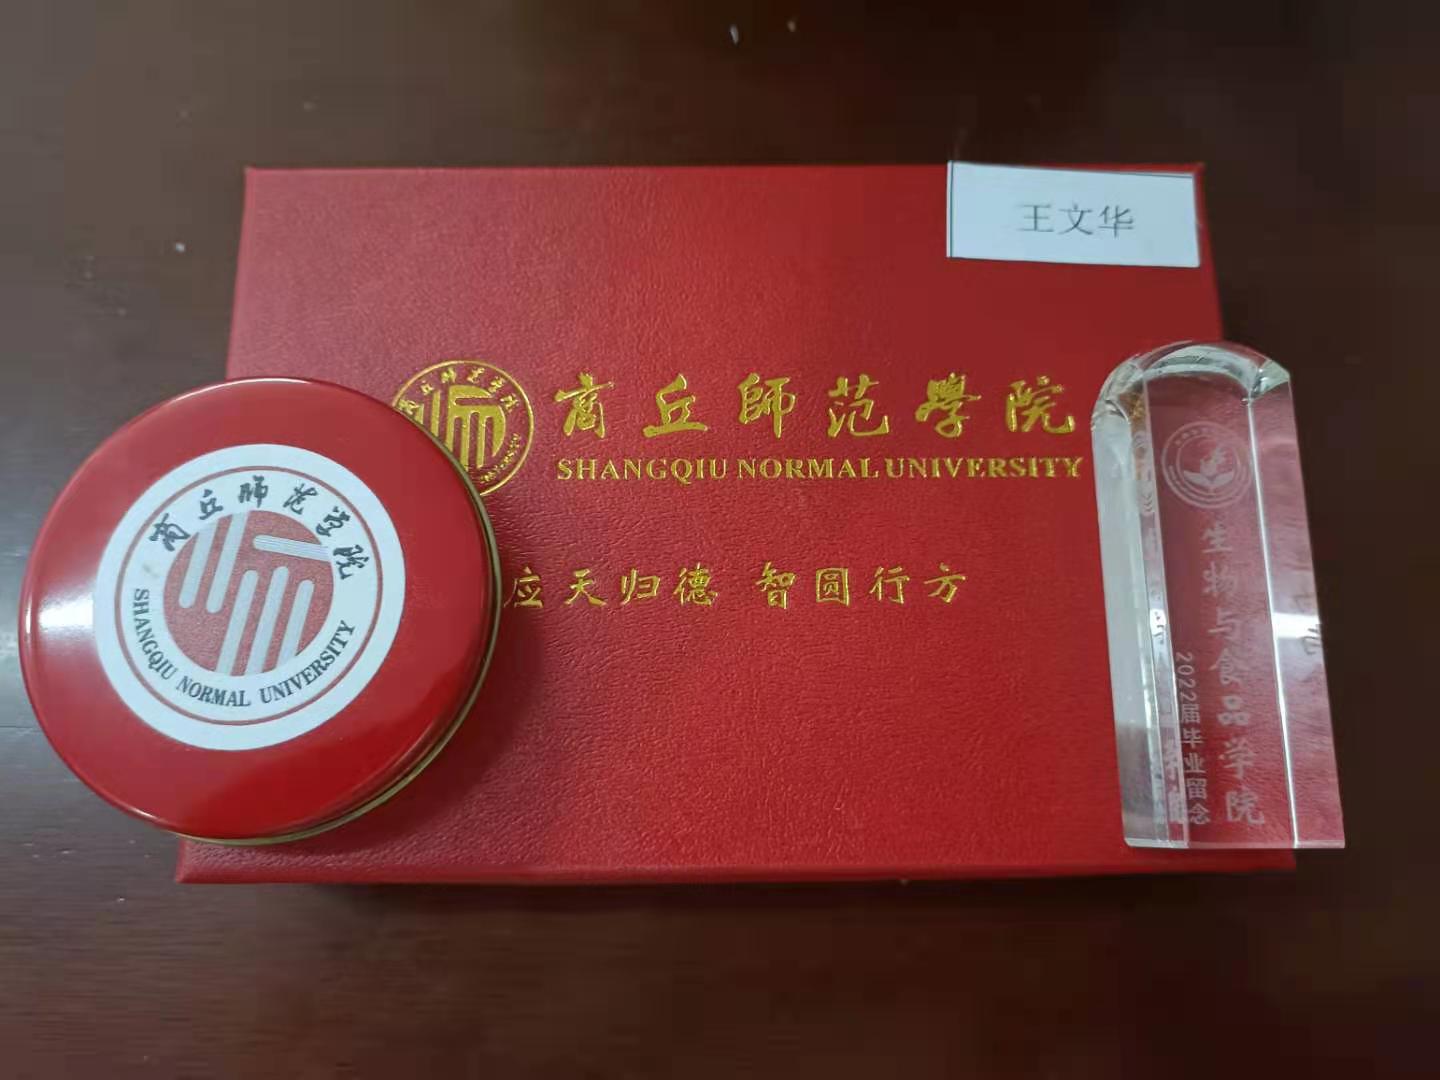 王文华
商丘師范學院
SHANGQIU NORMAL UNIVERSITY
应天归德 智圆行方
商丘师范学院
SHANGQIU NORMAL UNIVERSITY
生物与食品学院
2022届毕业留念